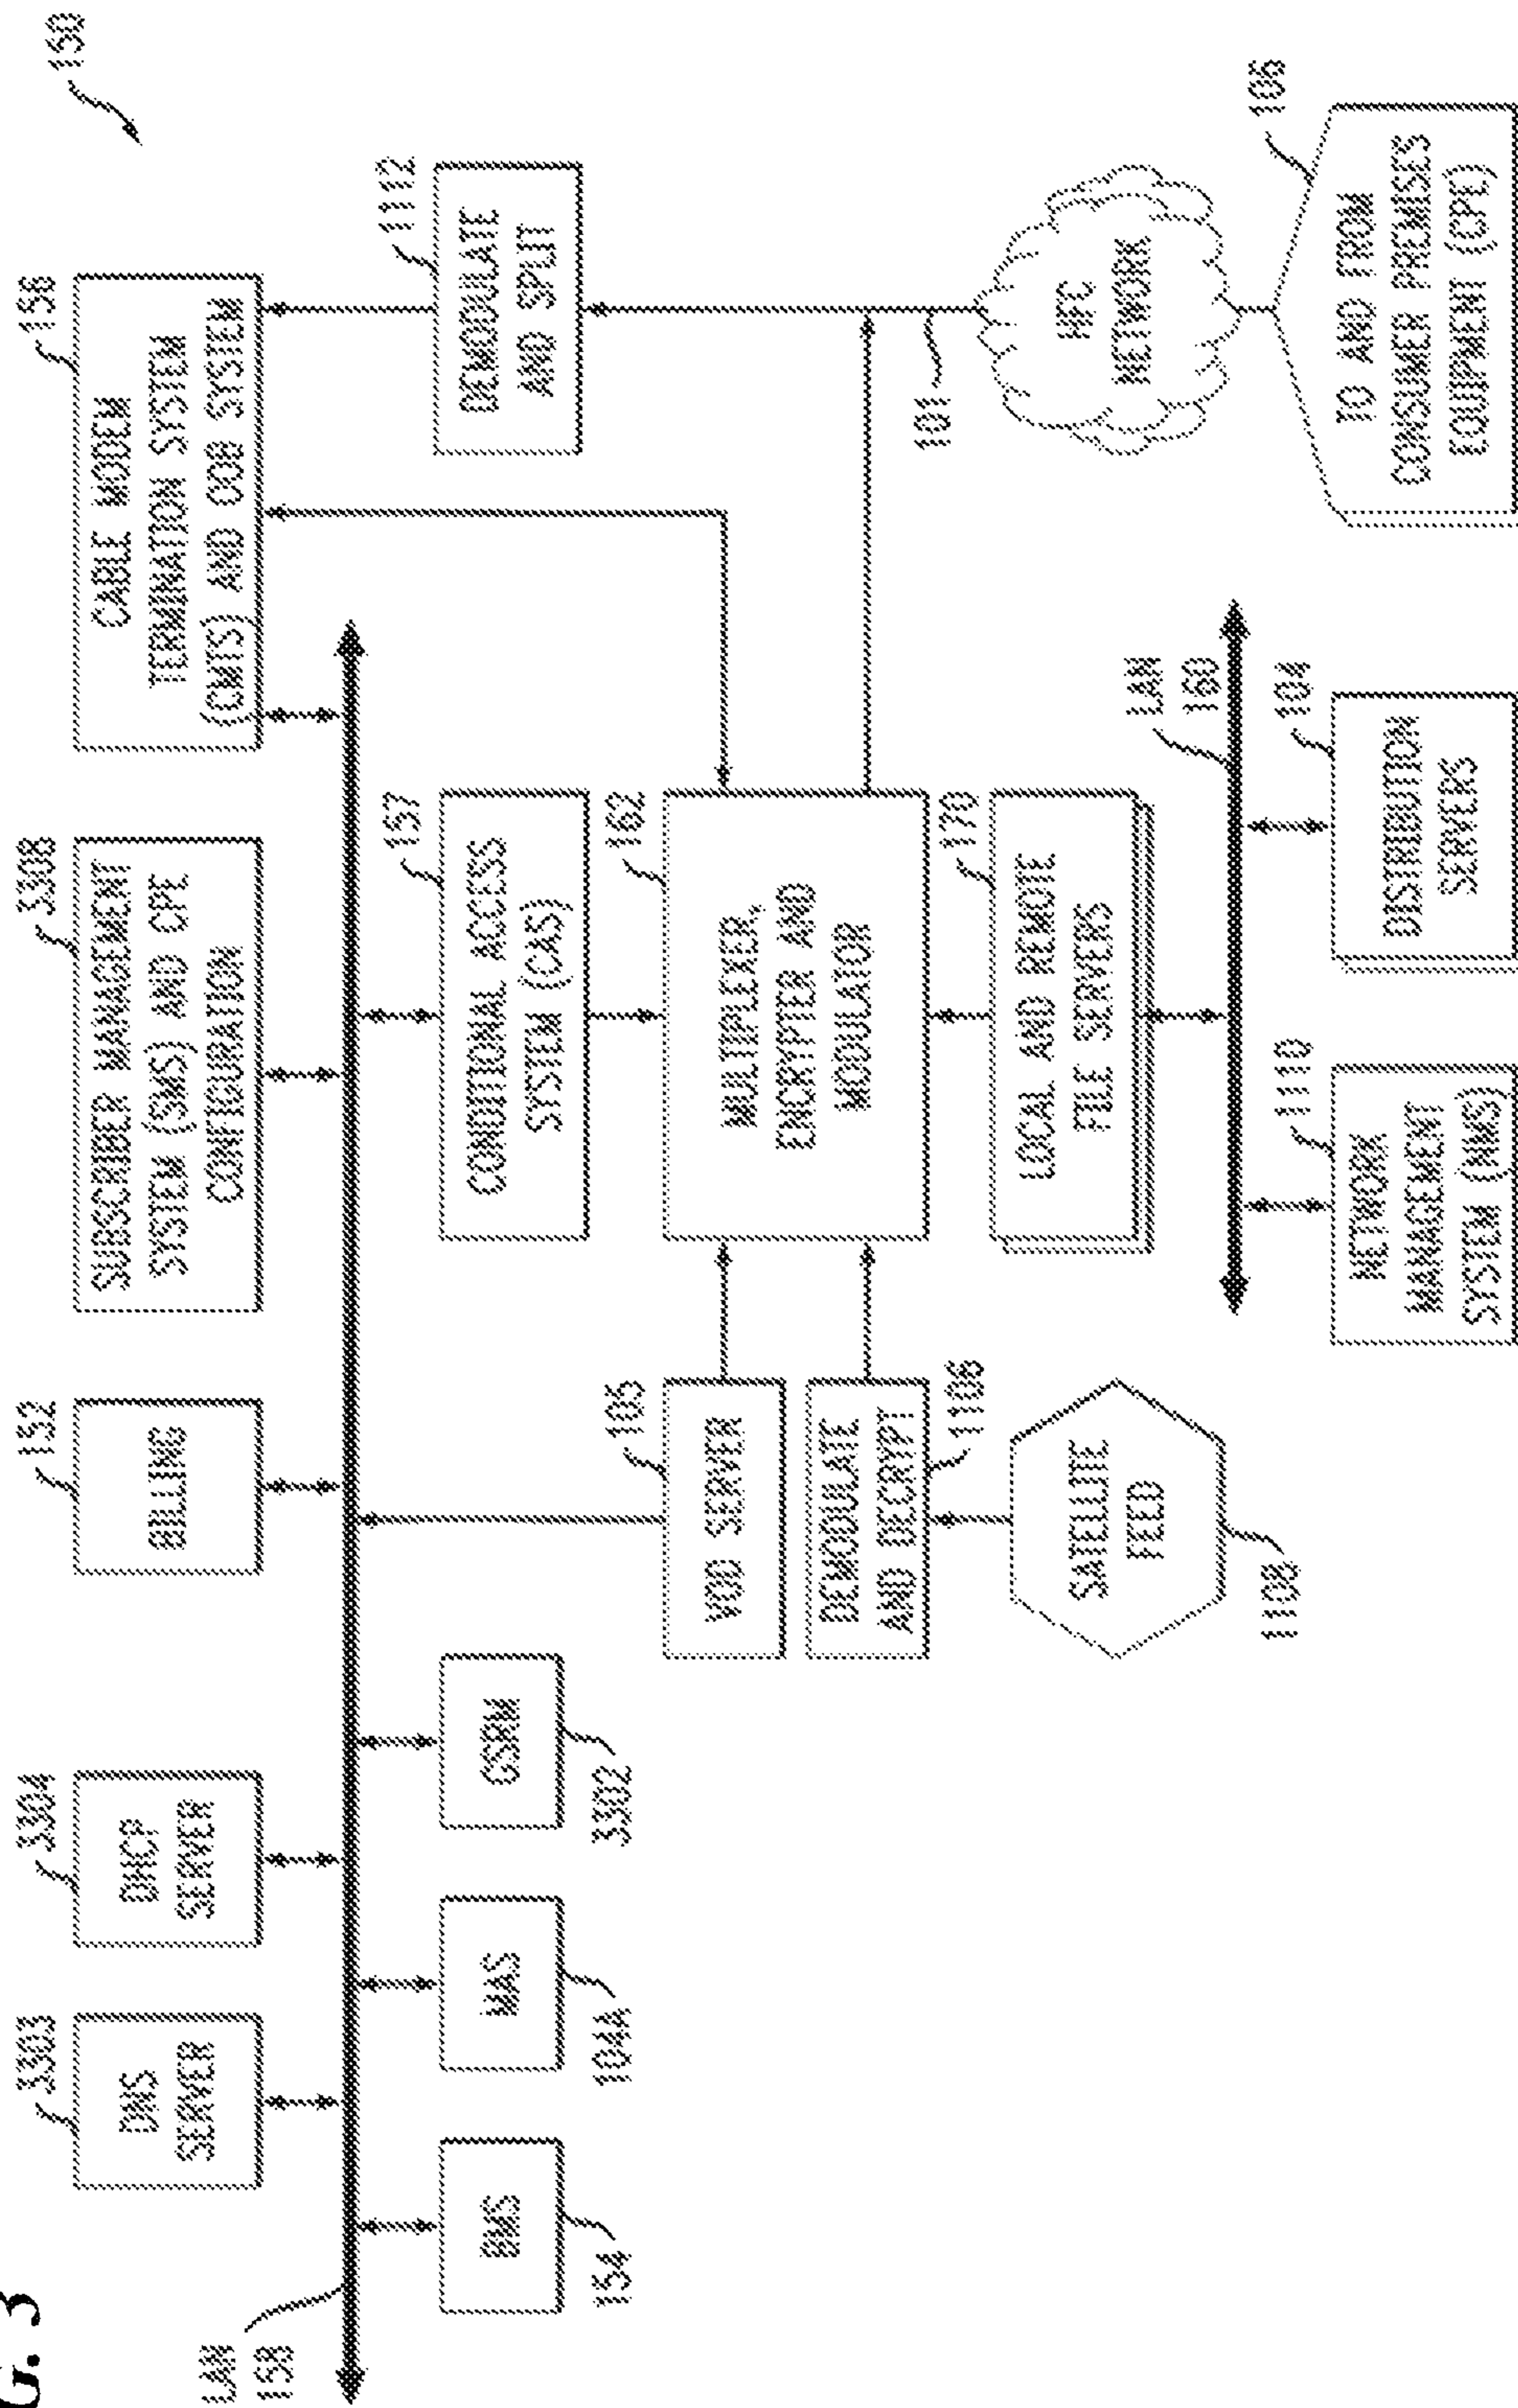 G. 3
150
LAN
158
DNS
SERVER
3303
DHCP
SERVER
3304
BILLING
152
SUBSCRIBER MANAGEMENT
SYSTEM (SMS) AND CPE
CONFIGURATION
3308
CABLE MODEM
TERMINATION SYSTEM
(CMTS) AND OOB SYSTEM
156
RMS
154
MAS
104A
GSRM
3302
CONDITIONAL ACCESS
SYSTEM (CAS)
157
DEMODULATE
AND SPLIT
1112
VOD SERVER
105
MULTIPLEXER,
ENCRYPTER AND
MODULATOR
162
DEMODULATE
AND DECRYPT
1106
101
SATELLITE
FEED
1108
LOCAL AND REMOTE
FILE SERVERS
170
HFC
NETWORK
LAN
160
NETWORK
MANAGEMENT
SYSTEM (NMS)
1110
DISTRIBUTION
SERVERS
104
TO AND FROM
CONSUMER PREMISES
EQUIPMENT (CPE)
106